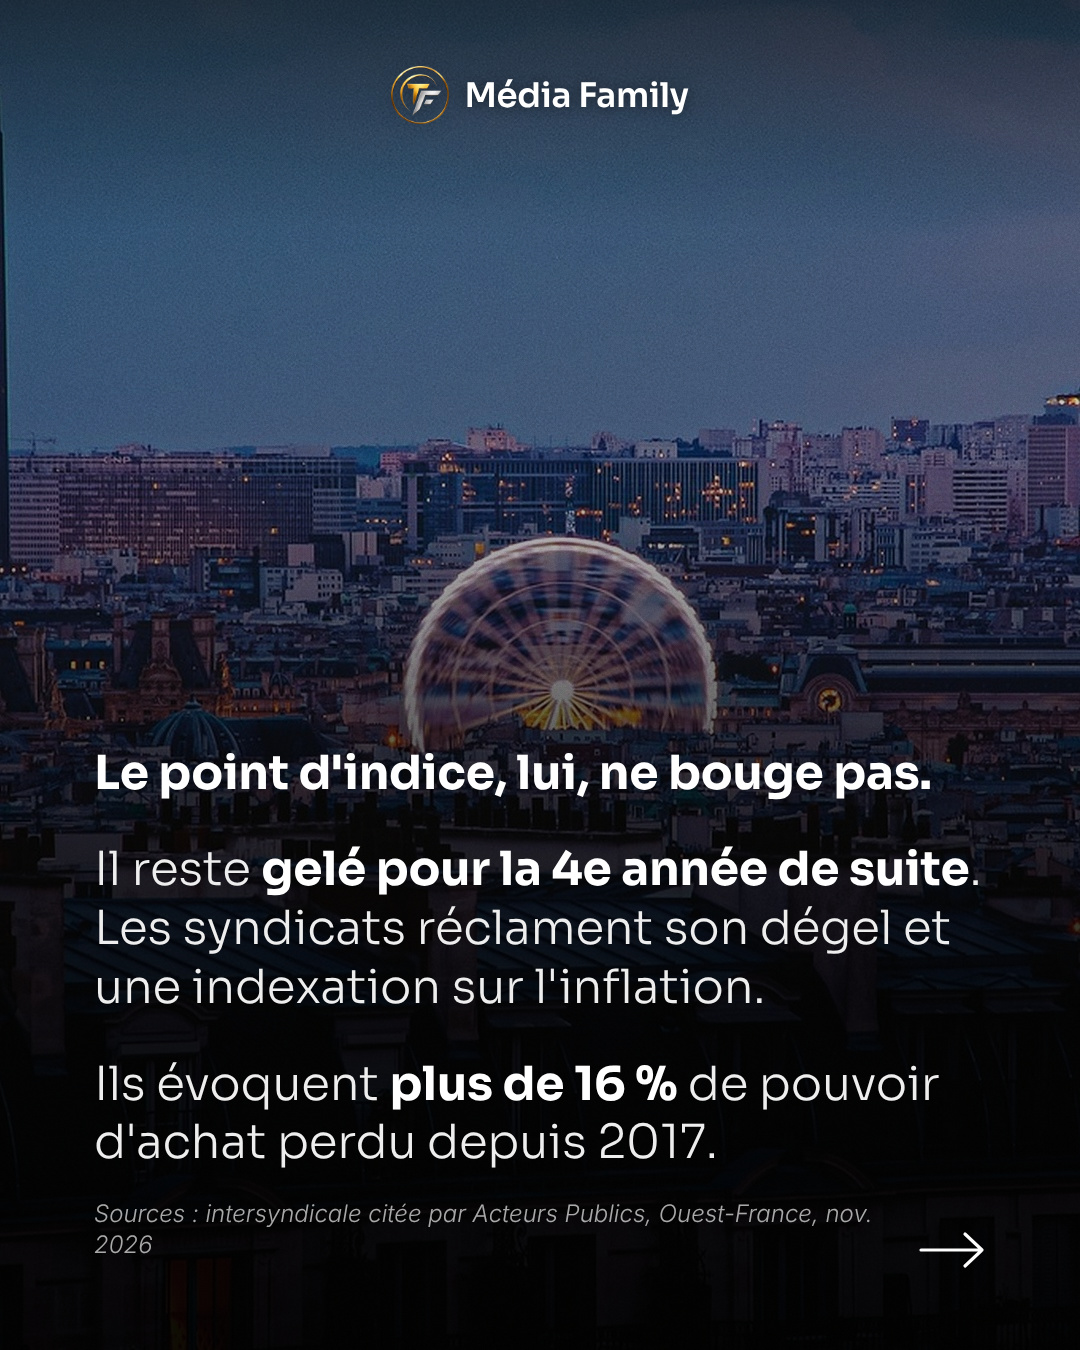 TF Média Family
Le point d'indice, lui, ne bouge pas.
Il reste gelé pour la 4e année de suite.
Les syndicats réclament son dégel et
une indexation sur l'inflation.
Ils évoquent plus de 16 % de pouvoir
d'achat perdu depuis 2017.
Sources : intersyndicale citée par Acteurs Publics, Ouest-France, nov.
2026